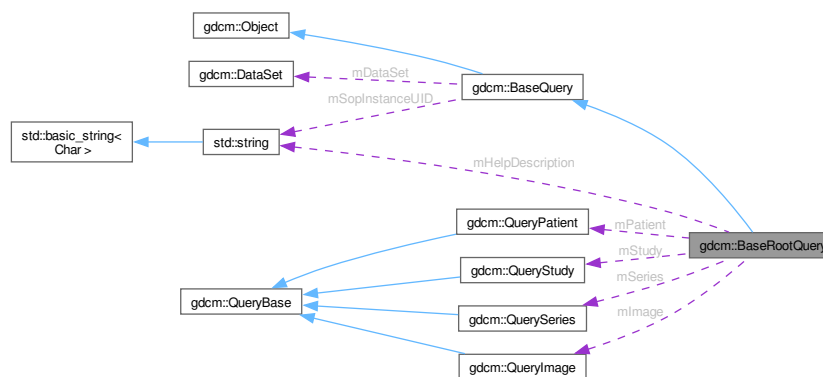 gdcm::Object
gdcm::DataSet
mDataSet
gdcm::BaseQuery
mSopInstanceUID
std::basic_string<
Char >
std::string
mHelpDescription
gdcm::QueryPatient
mPatient
gdcm::BaseRootQuery
mStudy
gdcm::QueryStudy
mSeries
gdcm::QueryBase
gdcm::QuerySeries
mImage
gdcm::QueryImage